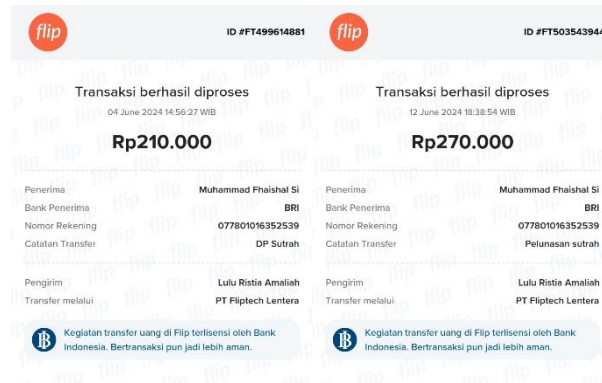 flip
ID #FT499614881
Transaksi berhasil diproses
04 June 2024 14:56:27 WIB
Rp210.000
Penerima Muhammad Fhaishal Si
Bank Penerima BRI
Nomor Rekening 077801016352539
Catatan Transfer DP Sutrah
Pengirim Lulu Ristia Amaliah
Transfer melalui PT Fliptech Lentera
Kegiatan transfer uang di Flip terlisensi oleh Bank
Indonesia. Bertransaksi pun jadi lebih aman.
flip
ID #FT503543944
Transaksi berhasil diproses
12 June 2024 18:38:54 WIB
Rp270.000
Penerima Muhammad Fhaishal Si
Bank Penerima BRI
Nomor Rekening 077801016352539
Catatan Transfer Pelunasan sutrah
Pengirim Lulu Ristia Amaliah
Transfer melalui PT Fliptech Lentera
Kegiatan transfer uang di Flip terlisensi oleh Bank
Indonesia. Bertransaksi pun jadi lebih aman.